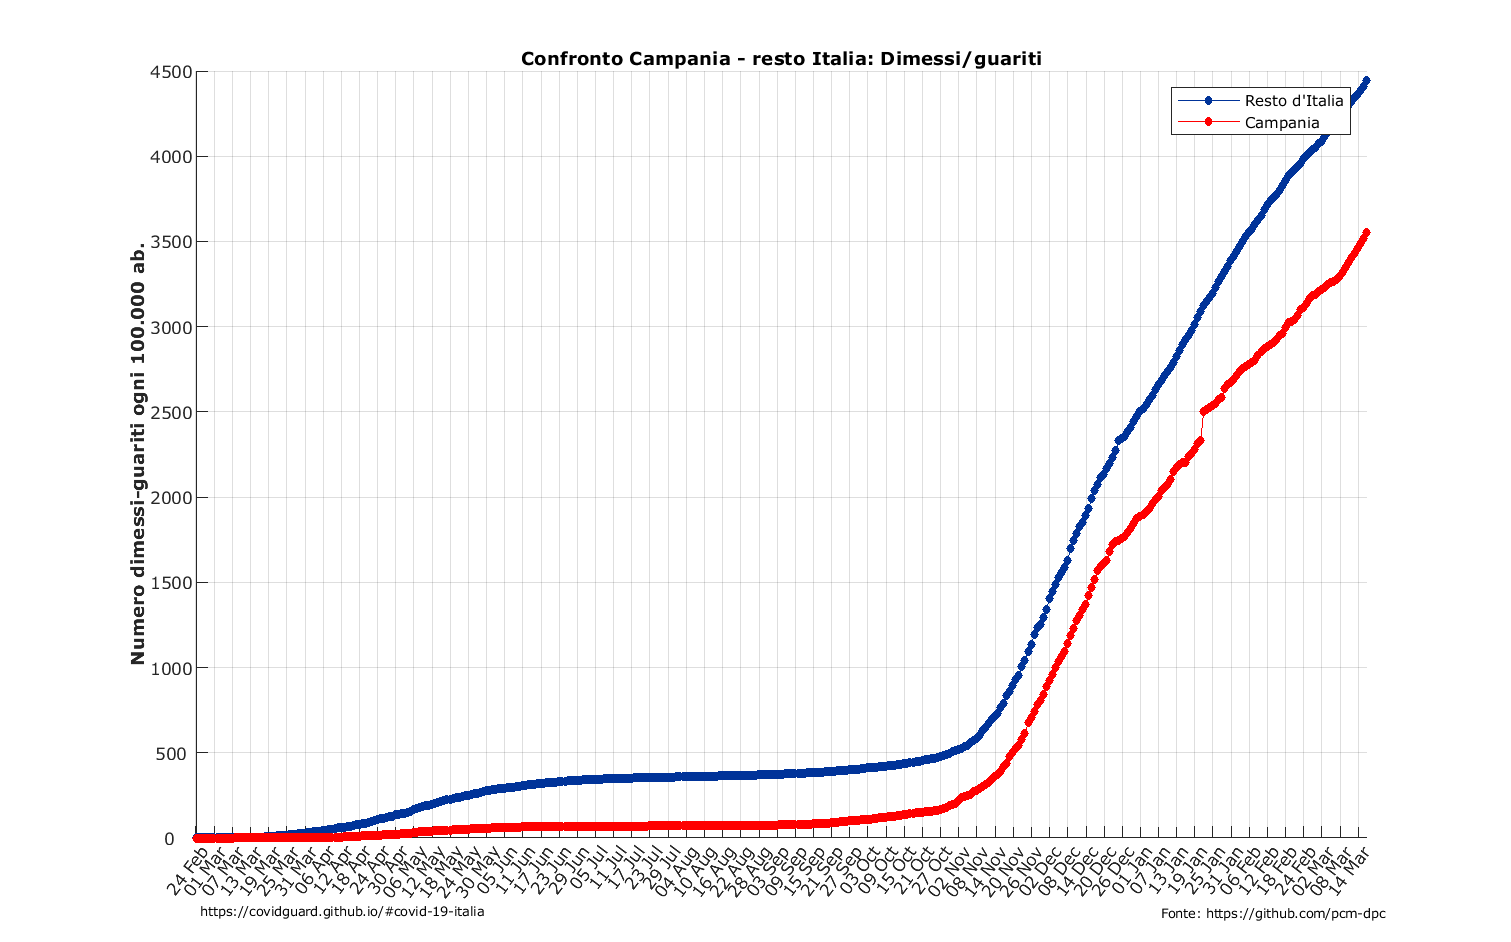 Confronto Campania - resto Italia: Dimessi/guariti
Resto d'Italia
Campania
Numero dimessi-guariti ogni 100.000 ab.
4500
4000
3500
3000
2500
2000
1500
1000
500
0
24 Feb
01 Mar
07 Mar
13 Mar
19 Mar
25 Mar
31 Mar
06 Apr
12 Apr
18 Apr
24 Apr
30 Apr
06 May
12 May
18 May
24 May
30 May
05 Jun
11 Jun
17 Jun
23 Jun
29 Jun
05 Jul
11 Jul
17 Jul
23 Jul
29 Jul
04 Aug
10 Aug
16 Aug
22 Aug
28 Aug
03 Sep
09 Sep
15 Sep
21 Sep
27 Sep
03 Oct
09 Oct
15 Oct
21 Oct
27 Oct
02 Nov
08 Nov
14 Nov
20 Nov
26 Nov
02 Dec
08 Dec
14 Dec
20 Dec
26 Dec
01 Jan
07 Jan
13 Jan
19 Jan
25 Jan
31 Jan
06 Feb
12 Feb
18 Feb
24 Feb
02 Mar
08 Mar
14 Mar
https://covidguard.github.io/#covid-19-italia
Fonte: https://github.com/pcm-dpc